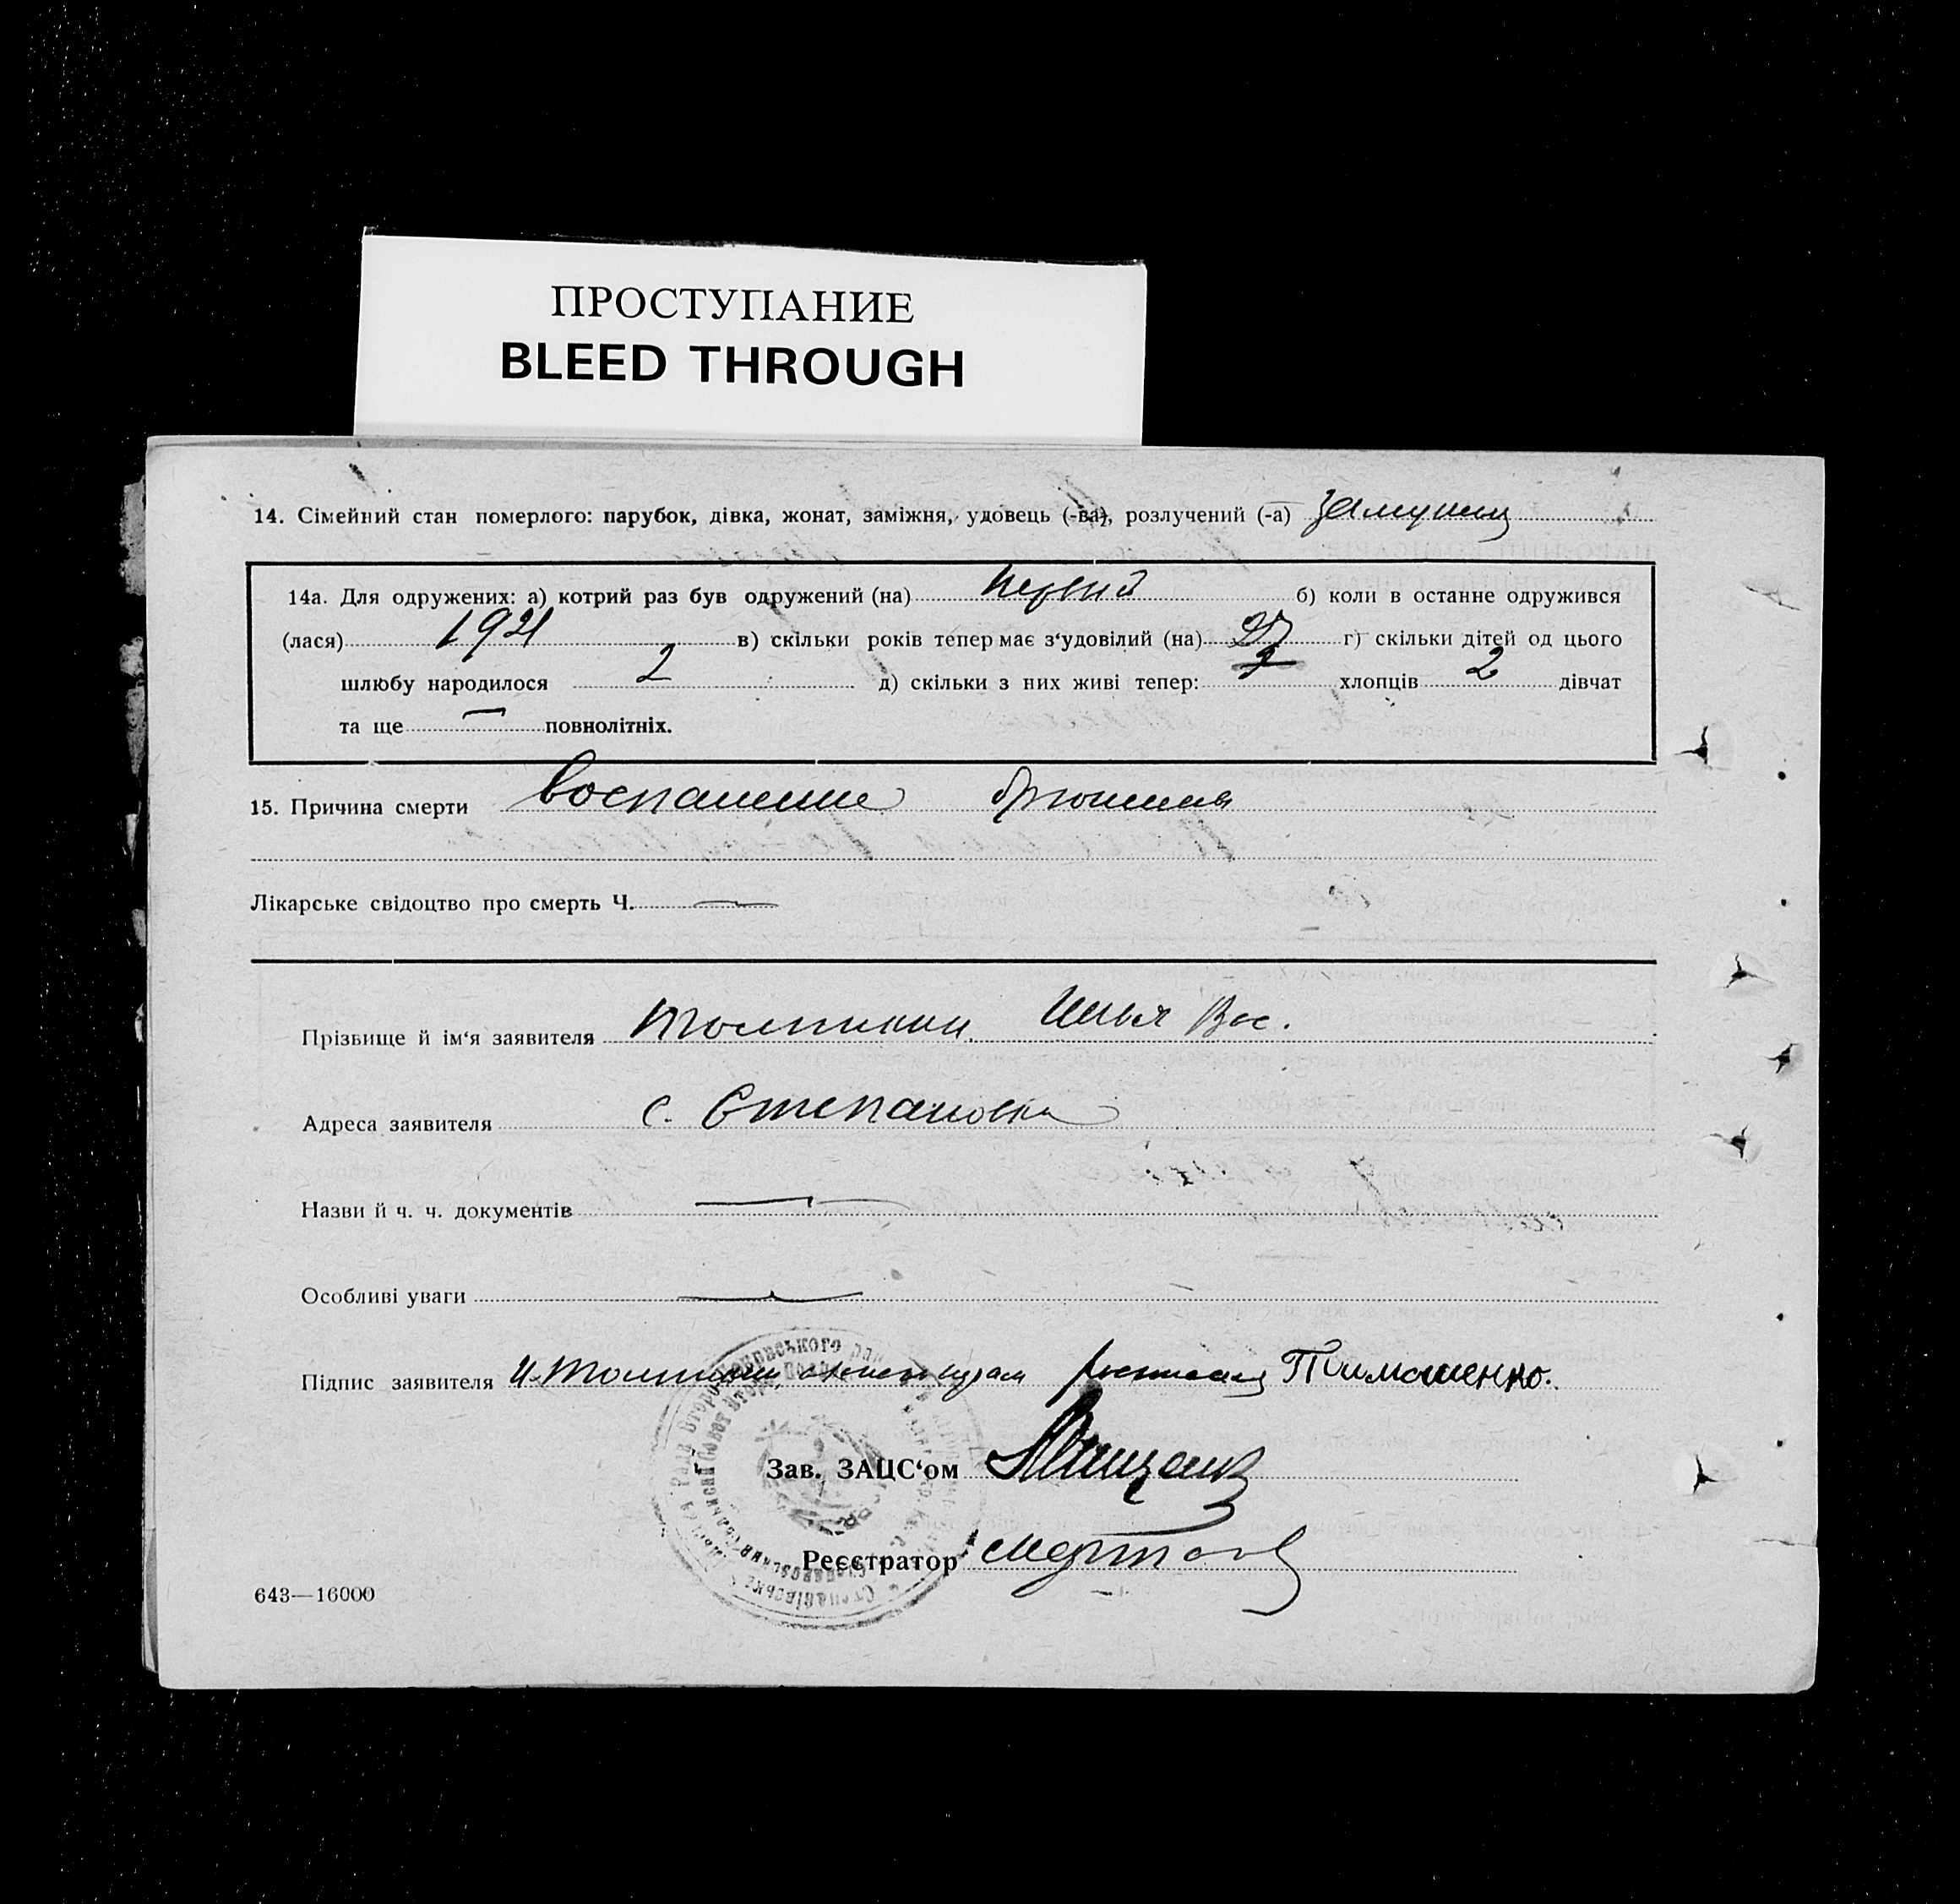 ПРОСТУПАНИЕ
BLEED THROUGH
14. Сімейний стан померлого: парубок, дівка, жонат, заміжня, удовець (-ва), розлучений (-а)
14а. Для одружених: а) котрий раз був одружений (на) первий б) коли в останне одружився
(лася) 1921 в) скільки років тепер має з‘удовілий (на) 27 г) скільки дітей од цього
шлюбу народилося 2 д) скільки з них живі тепер: хлопців 2 дівчат
та ще — повнолітніх.
15. Причина смерти воспаление брюшины
Лікарське свідоцтво про смерть Ч. —
Прізвище й ім‘я заявителя Илья Вас.
Адреса заявителя с. Степановка
Назви й ч. ч. документів —
Особливі уваги —
Підпис заявителя Тимошенко.
Зав. ЗАЦС‘ом
Реєстратор
643—16000